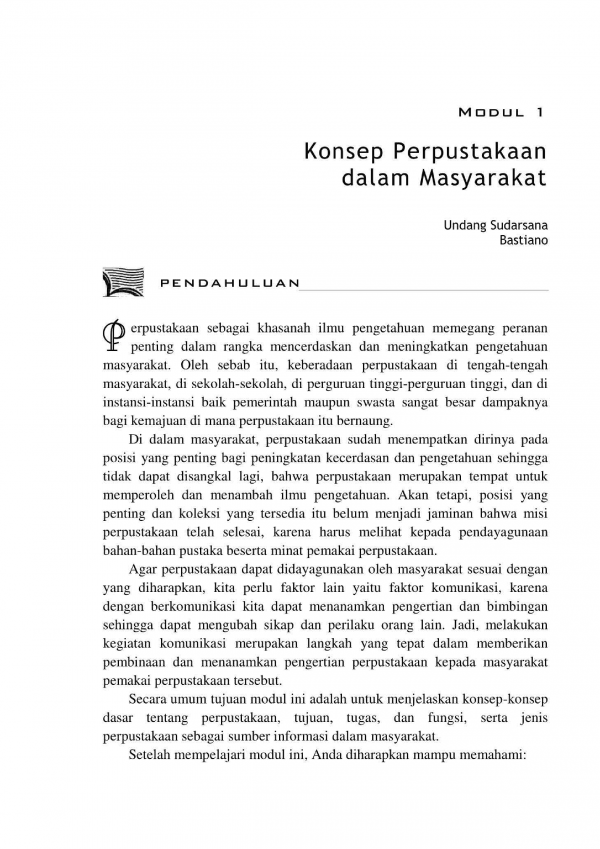 MODUL 1
Konsep Perpustakaan
dalam Masyarakat
Undang Sudarsana
Bastiano
PENDAHULUAN
Perpustakaan sebagai khasanah ilmu pengetahuan memegang peranan
penting dalam rangka mencerdaskan dan meningkatkan pengetahuan
masyarakat. Oleh sebab itu, keberadaan perpustakaan di tengah-tengah
masyarakat, di sekolah-sekolah, di perguruan tinggi-perguruan tinggi, dan di
instansi-instansi baik pemerintah maupun swasta sangat besar dampaknya
bagi kemajuan di mana perpustakaan itu bernaung.
Di dalam masyarakat, perpustakaan sudah menempatkan dirinya pada
posisi yang penting bagi peningkatan kecerdasan dan pengetahuan sehingga
tidak dapat disangkal lagi, bahwa perpustakaan merupakan tempat untuk
memperoleh dan menambah ilmu pengetahuan. Akan tetapi, posisi yang
penting dan koleksi yang tersedia itu belum menjadi jaminan bahwa misi
perpustakaan telah selesai, karena harus melihat kepada pendayagunaan
bahan-bahan pustaka beserta minat pemakai perpustakaan.
Agar perpustakaan dapat didayagunakan oleh masyarakat sesuai dengan
yang diharapkan, kita perlu faktor lain yaitu faktor komunikasi, karena
dengan berkomunikasi kita dapat menanamkan pengertian dan bimbingan
sehingga dapat mengubah sikap dan perilaku orang lain. Jadi, melakukan
kegiatan komunikasi merupakan langkah yang tepat dalam memberikan
pembinaan dan menanamkan pengertian perpustakaan kepada masyarakat
pemakai perpustakaan tersebut.
Secara umum tujuan modul ini adalah untuk menjelaskan konsep-konsep
dasar tentang perpustakaan, tujuan, tugas, dan fungsi, serta jenis
perpustakaan sebagai sumber informasi dalam masyarakat.
Setelah mempelajari modul ini, Anda diharapkan mampu memahami: